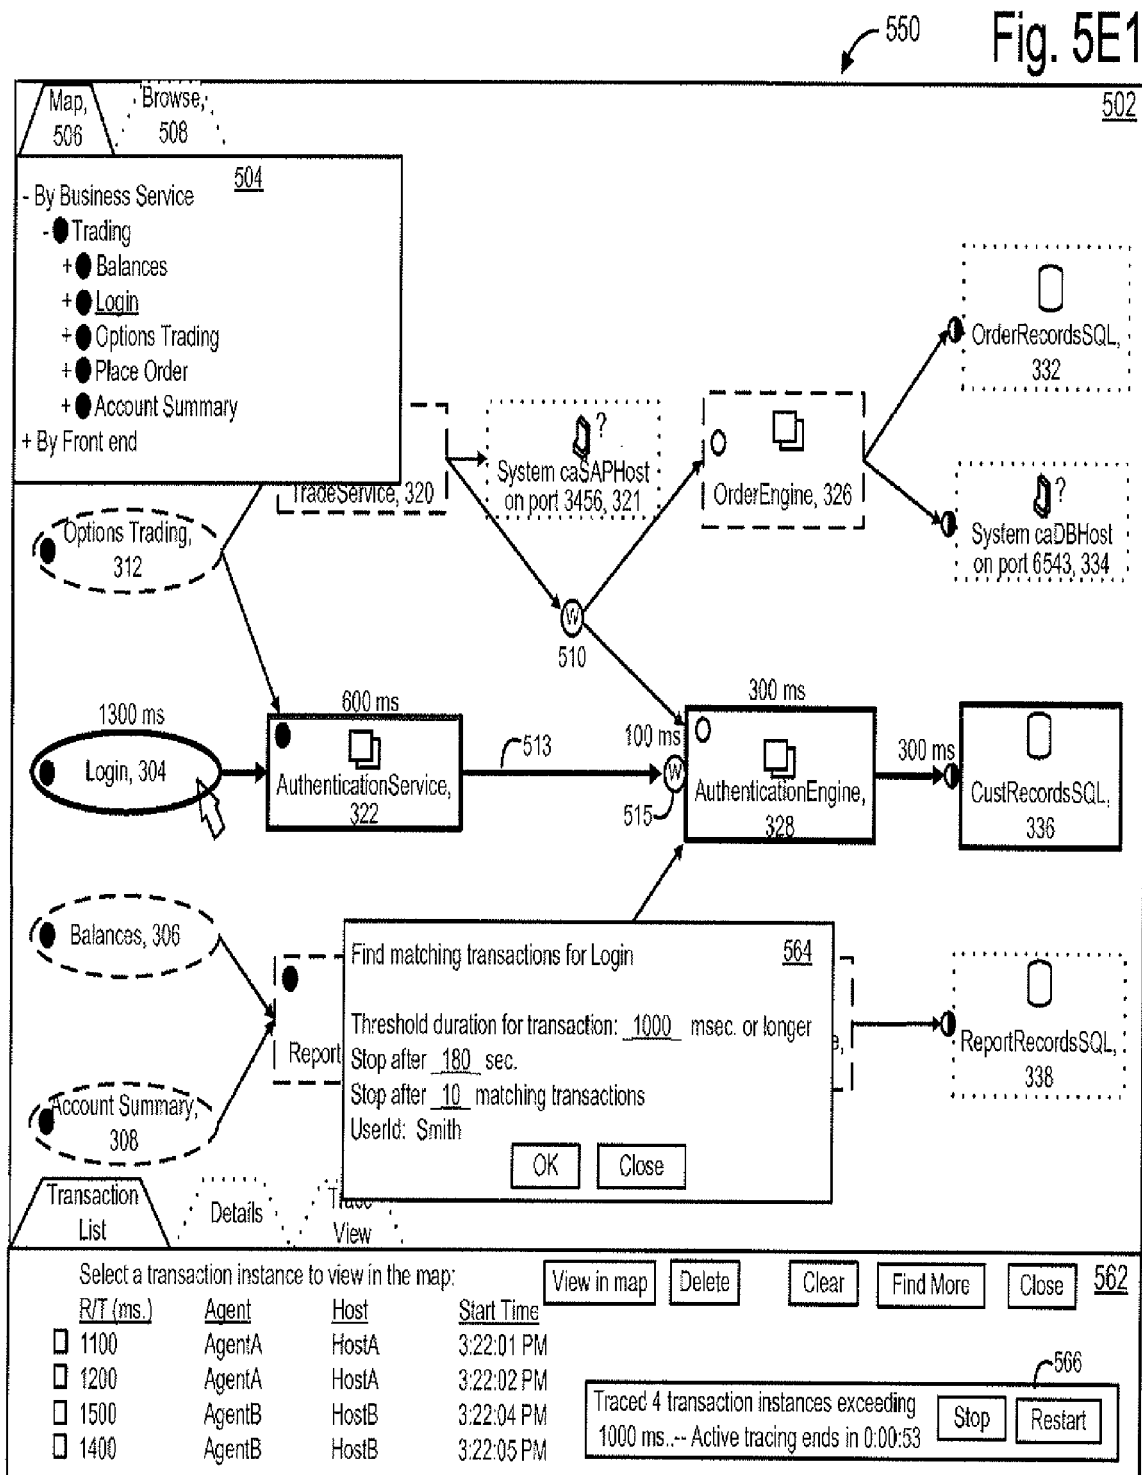 550
Fig. 5E1
502
Map,
506
Browse,
508
504
- By Business Service
- Trading
+ Balances
+ Login
+ Options Trading
+ Place Order
+ Account Summary
+ By Front end
TradeService, 320
?
System caSAPHost
on port 3456, 321
OrderEngine, 326
OrderRecordsSQL,
332
?
System caDBHost
on port 6543, 334
Options Trading,
312
W
510
1300 ms
Login, 304
600 ms
AuthenticationService,
322
513
100 ms
W
515
300 ms
AuthenticationEngine,
328
300 ms
CustRecordsSQL,
336
Balances, 306
Account Summary,
308
Report
e,
ReportRecordsSQL,
338
Find matching transactions for Login
564
Threshold duration for transaction: 1000 msec. or longer
Stop after 180 sec.
Stop after 10 matching transactions
UserId: Smith
OK
Close
Transaction
List
Details
Trace
View
Select a transaction instance to view in the map:
View in map
Delete
Clear
Find More
Close
562
R/T (ms.) Agent Host Start Time
1100 AgentA HostA 3:22:01 PM
1200 AgentA HostA 3:22:02 PM
1500 AgentB HostB 3:22:04 PM
1400 AgentB HostB 3:22:05 PM
566
Traced 4 transaction instances exceeding
1000 ms..-- Active tracing ends in 0:00:53
Stop
Restart